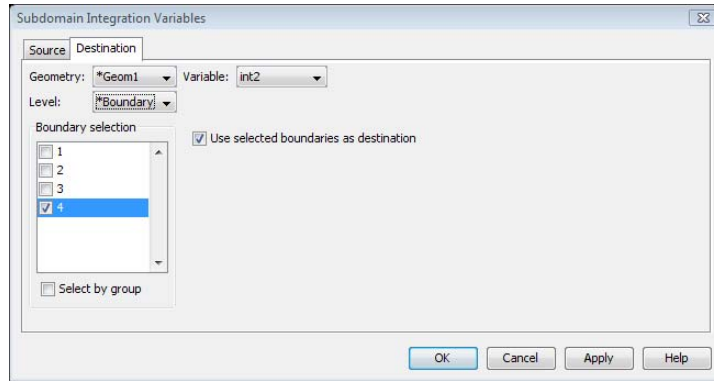 Subdomain Integration Variables
Source Destination
Geometry: *Geom1 Variable: int2
Level: *Boundary
Boundary selection
Use selected boundaries as destination
1
2
3
4
Select by group
OK Cancel Apply Help